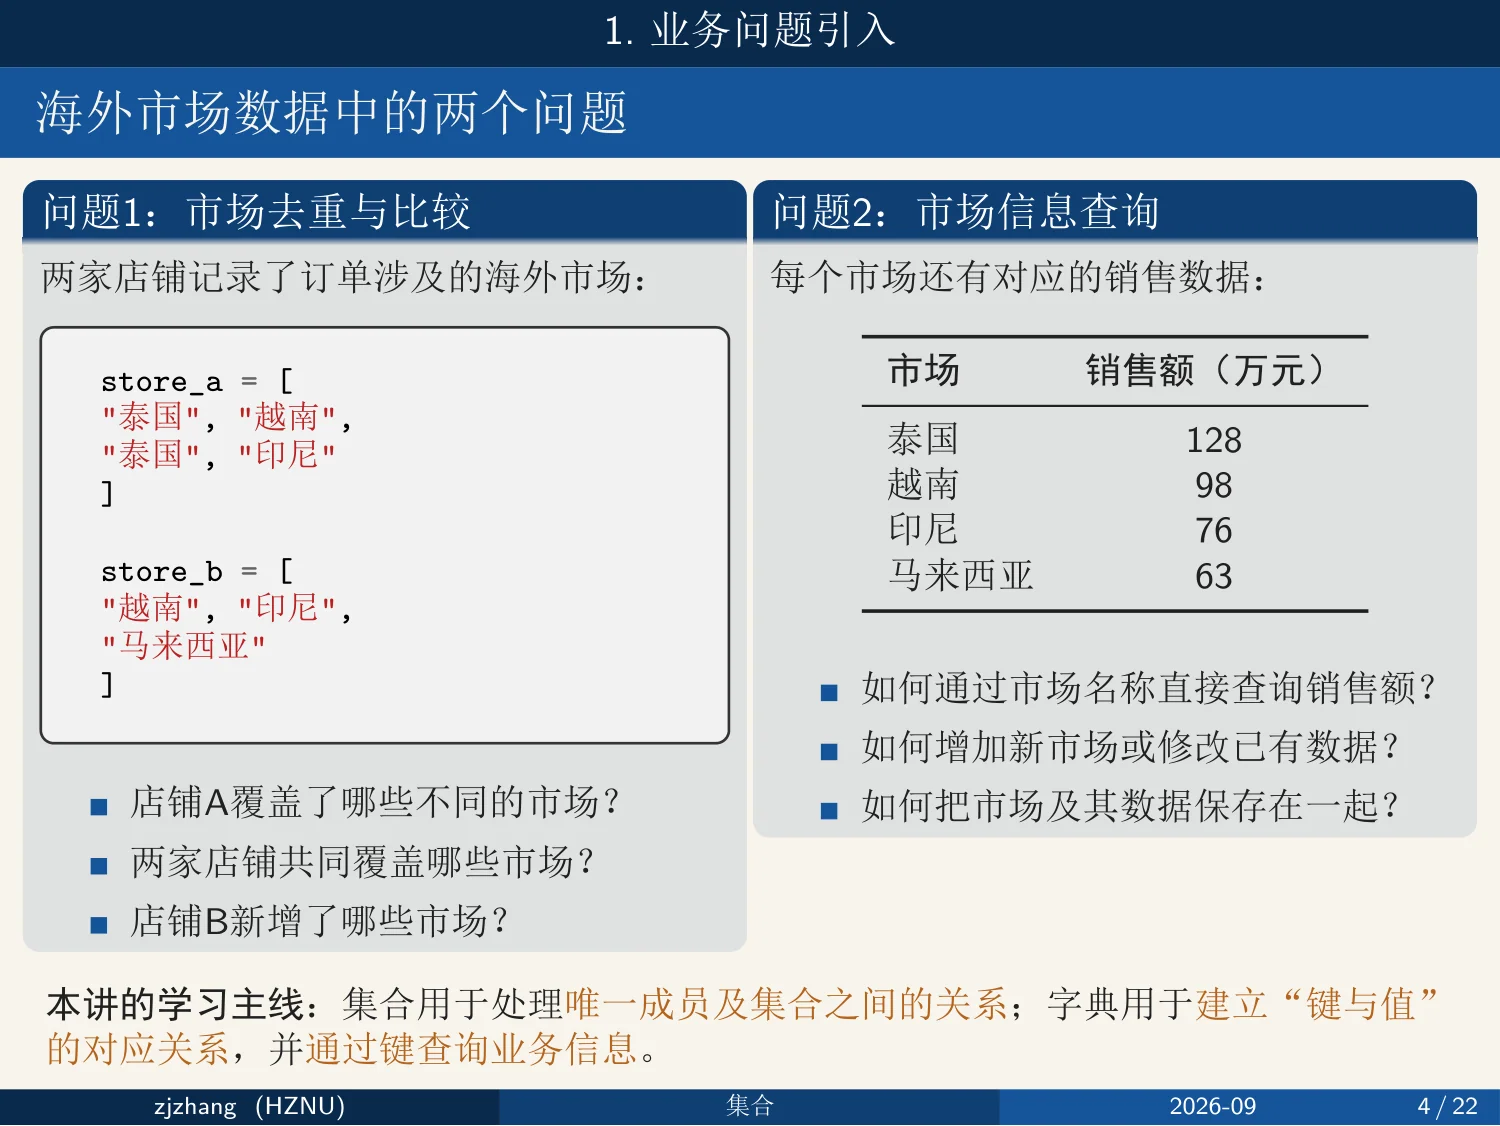 1. 业务问题引入
海外市场数据中的两个问题
问题1：市场去重与比较
两家店铺记录了订单涉及的海外市场：
store_a = [
"泰国", "越南",
"泰国", "印尼"
]
store_b = [
"越南", "印尼",
"马来西亚"
]
店铺A覆盖了哪些不同的市场？
两家店铺共同覆盖哪些市场？
店铺B新增了哪些市场？
问题2：市场信息查询
每个市场还有对应的销售数据：
市场 销售额（万元）
泰国 128
越南 98
印尼 76
马来西亚 63
如何通过市场名称直接查询销售额？
如何增加新市场或修改已有数据？
如何把市场及其数据保存在一起？
本讲的学习主线：集合用于处理唯一成员及集合之间的关系；字典用于建立“键与值”
的对应关系，并通过键查询业务信息。
zjzhang (HZNU) 集合 2026-09 4 / 22